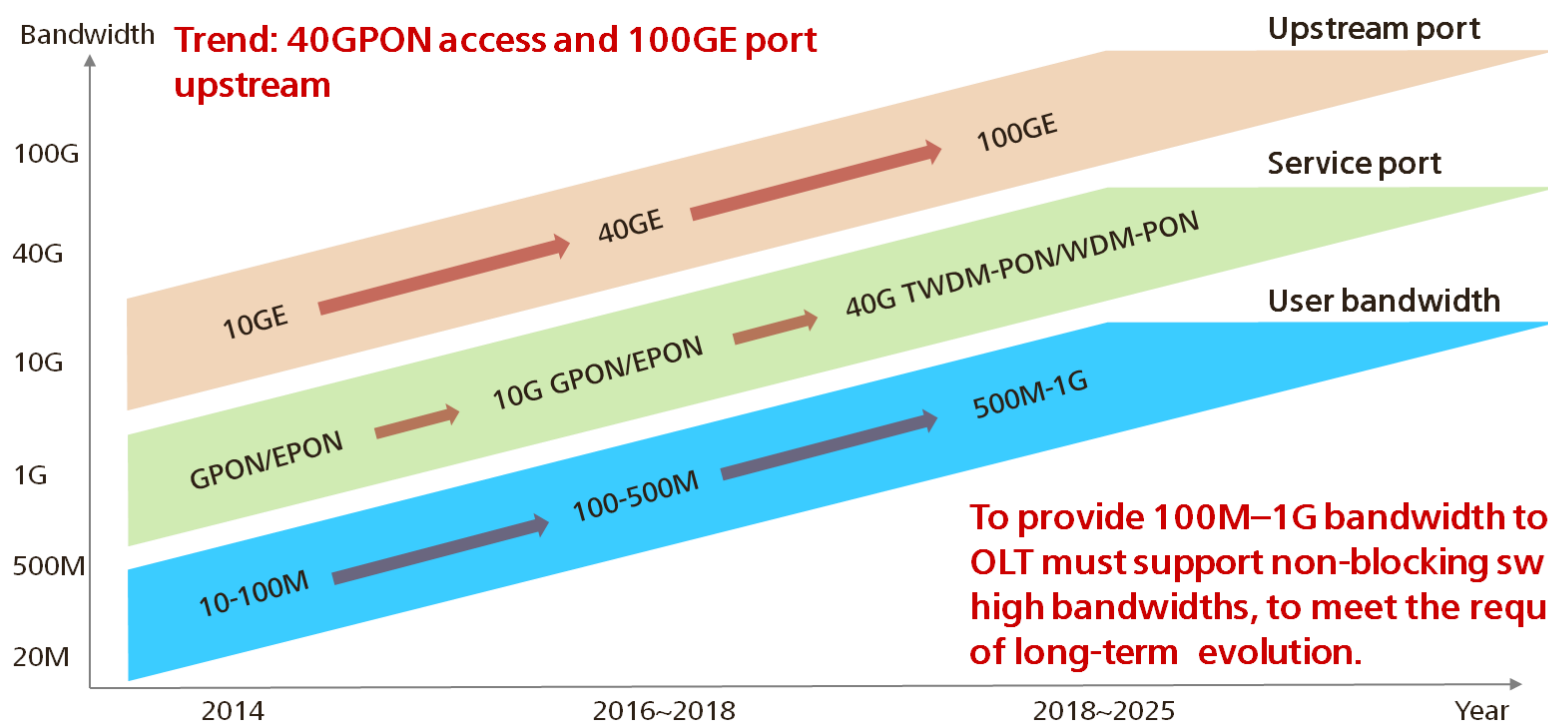 Bandwidth
Trend: 40GPON access and 100GE port
upstream
Upstream port
100G
100GE
Service port
40G
40GE
40G TWDM-PON/WDM-PON
User bandwidth
10GE
10G
10G GPON/EPON
500M-1G
GPON/EPON
1G
100-500M
To provide 100M–1G bandwidth to
OLT must support non-blocking sw
high bandwidths, to meet the requ
of long-term evolution.
500M
10-100M
20M
2014
2016~2018
2018~2025
Year